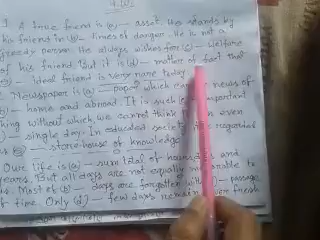 A true friend is (a) — asset. He stands by
his friend in (b) — times of danger. He is not a
greedy person. He always wishes for (c) — welfare
of his friend. But it is (d) — matter of fact that
— ideal friend is very rare today.
Newspaper is (a) — paper which news of
(b) — home and abroad. It is such important
thing without which we cannot think even
single day. In educated society it is regarded
as — store-house of knowledge.
Our life is (a) — sum total of hours, days and
years. But all days are not equally memorable to
us. Most of (b) — days are forgotten with — passage
of time. Only (d) — few days remain fresh